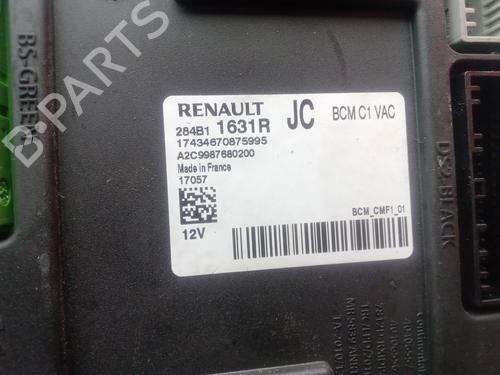 BS-GREEN
RENAULT JC BCM C1 VAC
284B1 1631R
17434670875995
A2C9987680200
Made in France
17057
BCM_CMF1_01
12V
DS2 BLACK
Continental
B-Parts